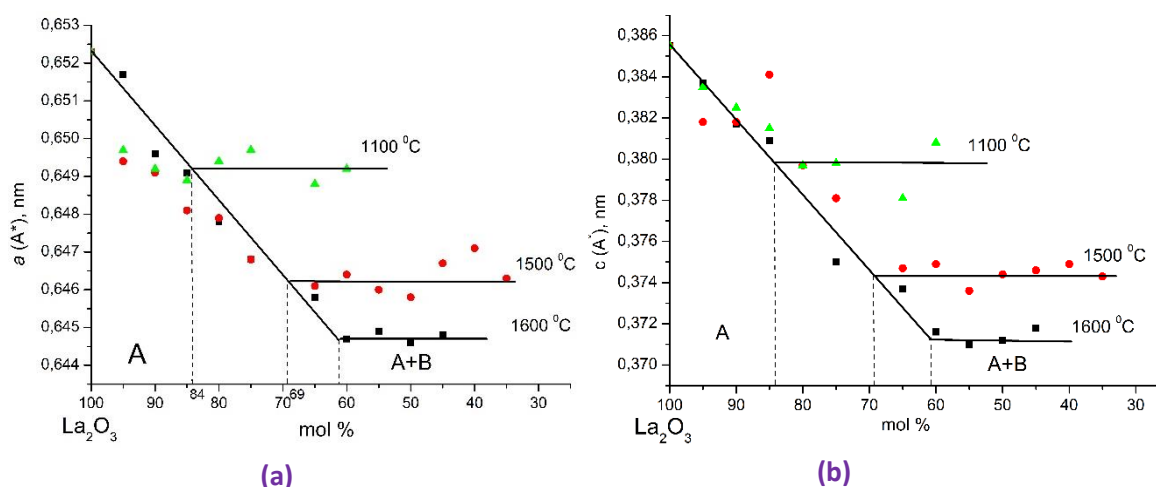 0,653
0,652
0,651
0,650
0,649
0,648
0,647
0,646
0,645
0,644
a (A*), nm
1100 ⁰C
1500 ⁰C
1600 ⁰C
A
A+B
84
69
100 90 80 70 60 50 40 30
La₂O₃
mol %
(a)
0,386
0,384
0,382
0,380
0,378
0,376
0,374
0,372
0,370
c (A*), nm
1100 ⁰C
1500 ⁰C
1600 ⁰C
A
A+B
100 90 80 70 60 50 40 30
La₂O₃
mol %
(b)